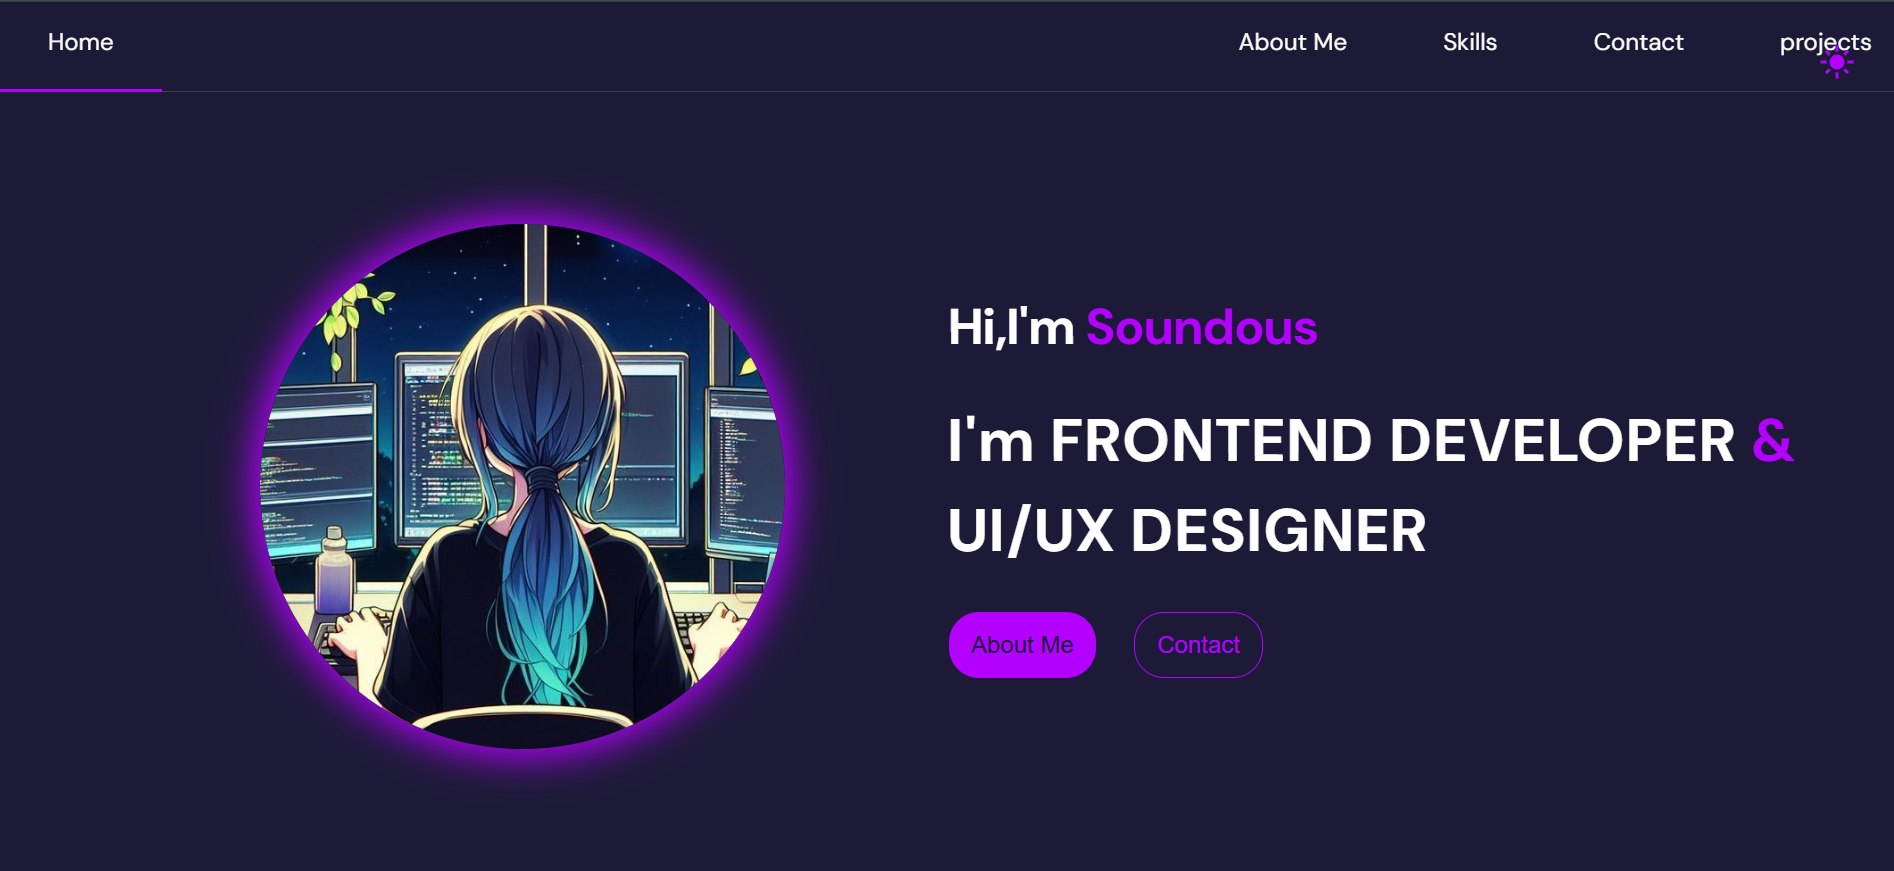 Home About Me Skills Contact projects
Hi,I'm Soundous
I'm FRONTEND DEVELOPER &
UI/UX DESIGNER
About Me Contact